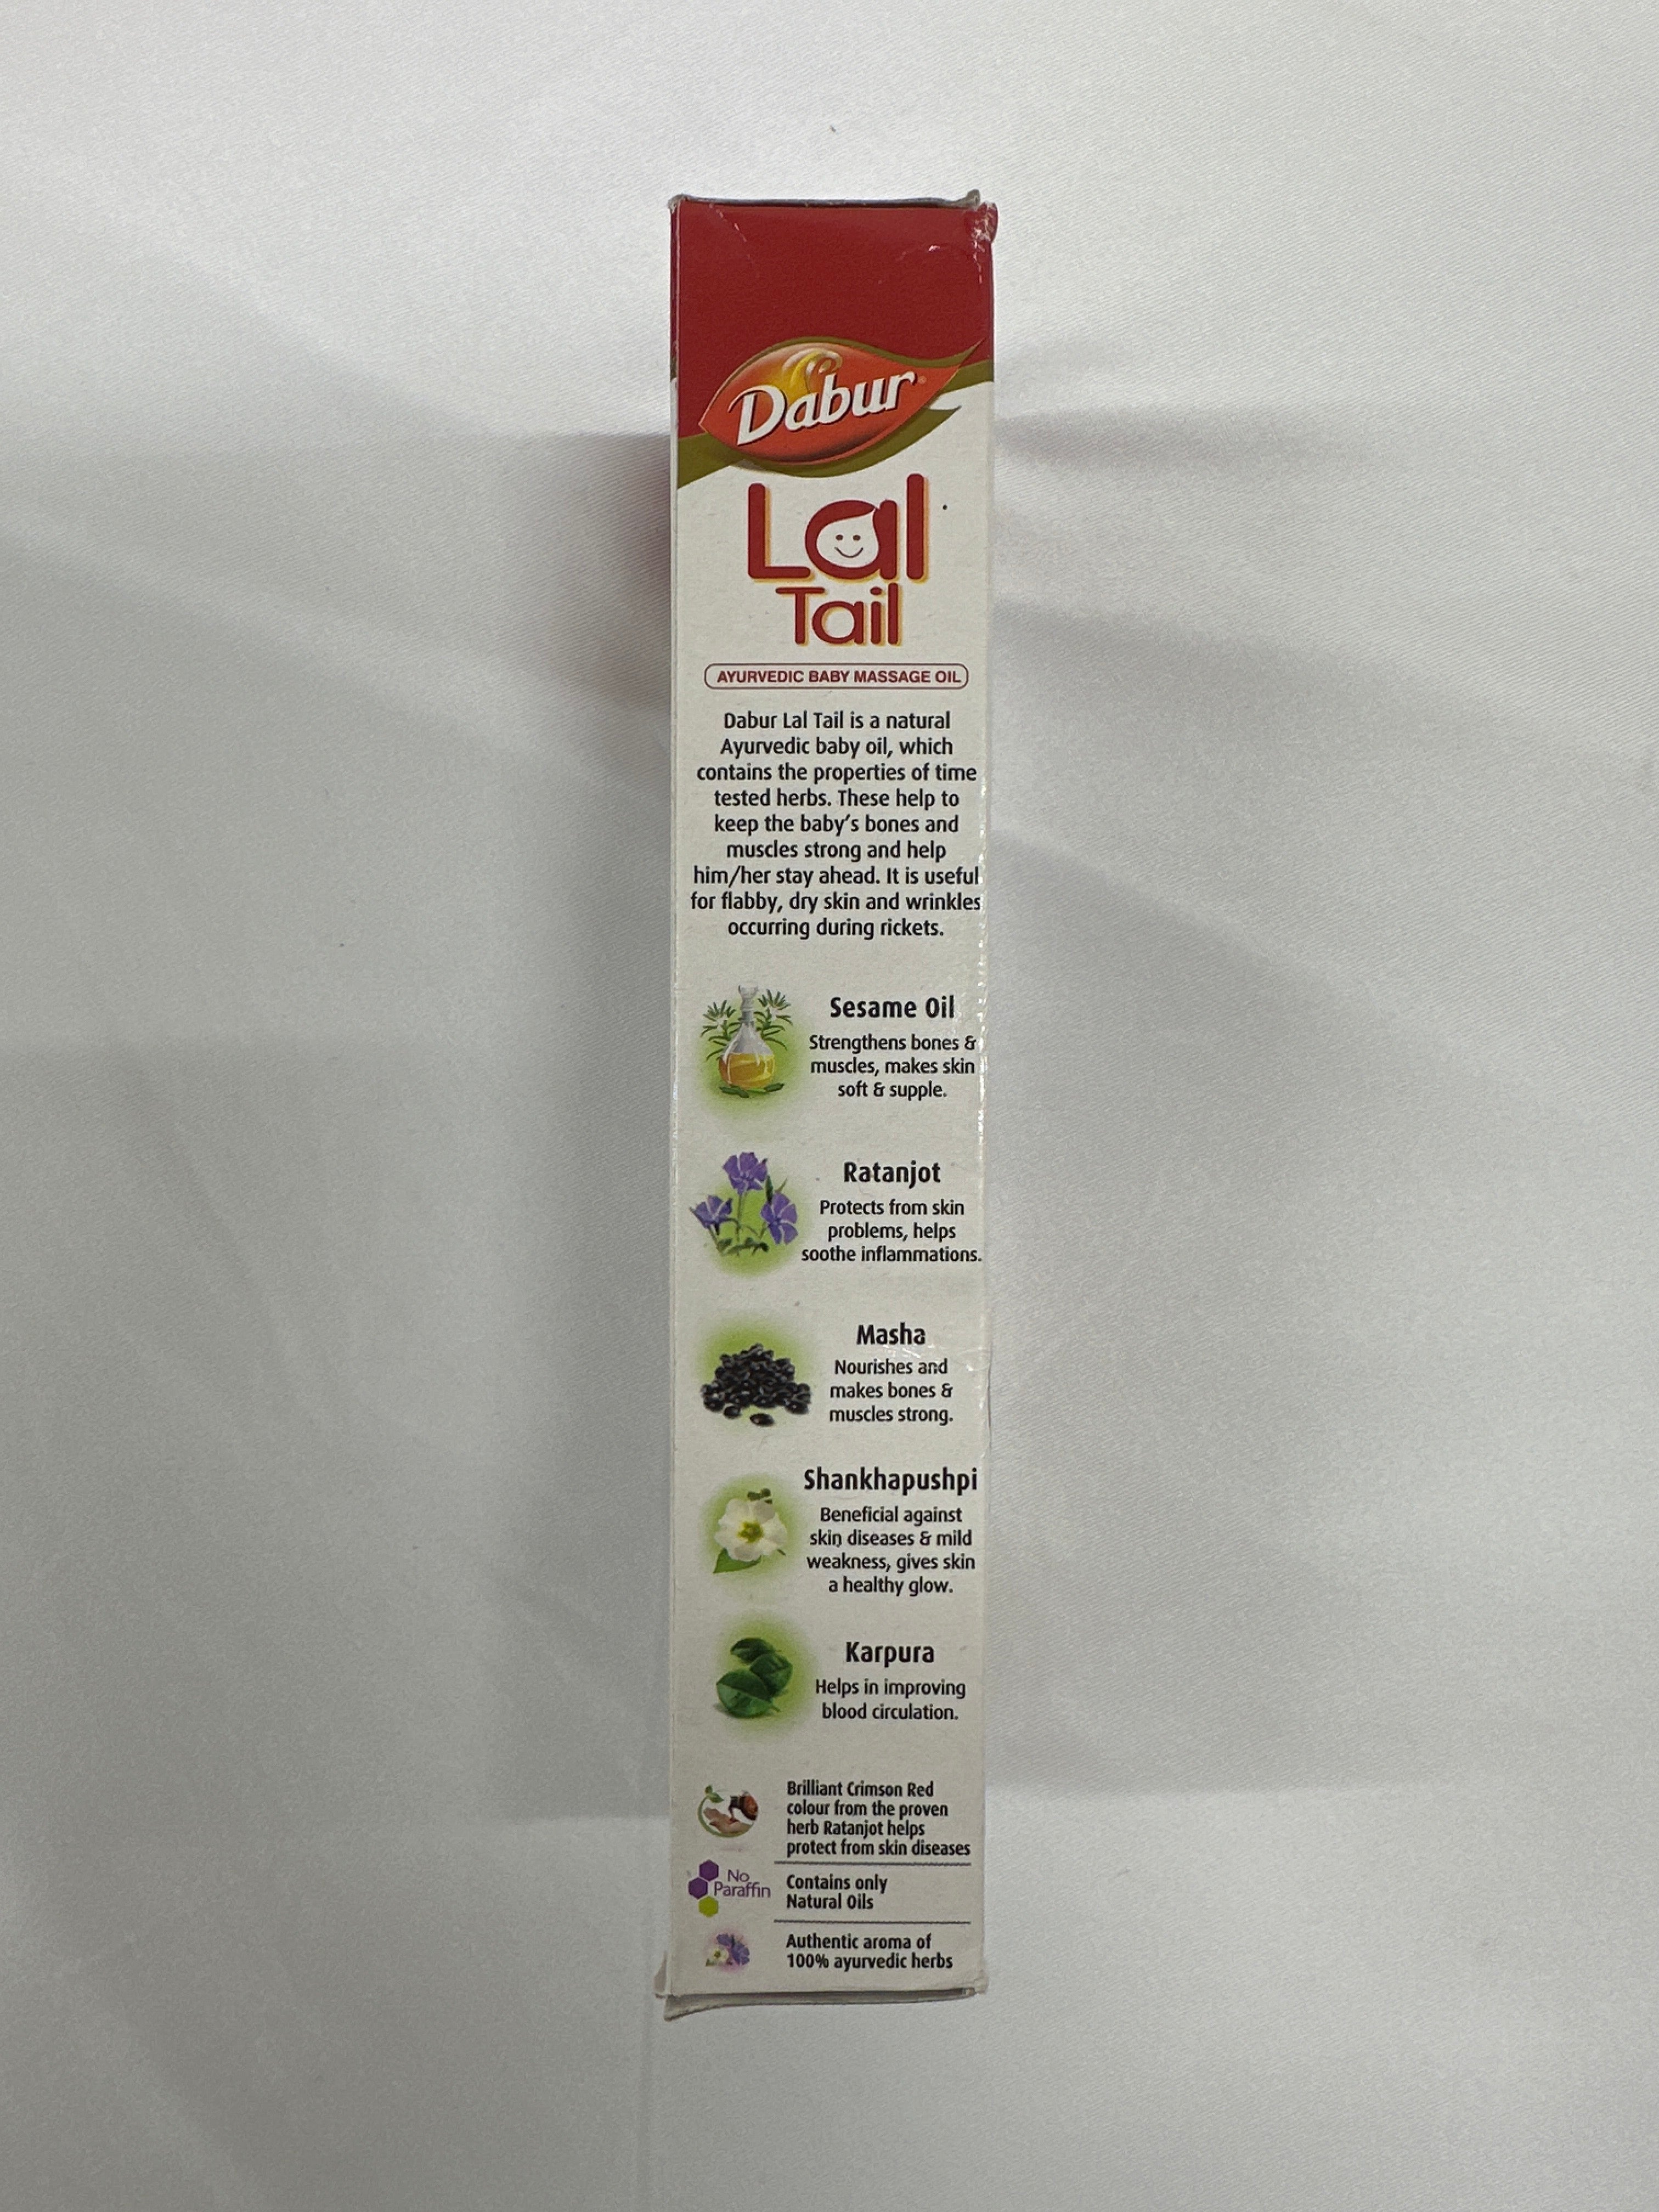 Dabur
Lal
Tail
AYURVEDIC BABY MASSAGE OIL
Dabur Lal Tail is a natural
Ayurvedic baby oil, which
contains the properties of time
tested herbs. These help to
keep the baby's bones and
muscles strong and help
him/her stay ahead. It is useful
for flabby, dry skin and wrinkles
occurring during rickets.
Sesame Oil
Strengthens bones &
muscles, makes skin
soft & supple.
Ratanjot
Protects from skin
problems, helps
soothe inflammations.
Masha
Nourishes and
makes bones &
muscles strong.
Shankhapushpi
Beneficial against
skin diseases & mild
weakness, gives skin
a healthy glow.
Karpura
Helps in improving
blood circulation.
Brilliant Crimson Red
colour from the proven
herb Ratanjot helps
protect from skin diseases
No
Paraffin
Contains only
Natural Oils
Authentic aroma of
100% ayurvedic herbs